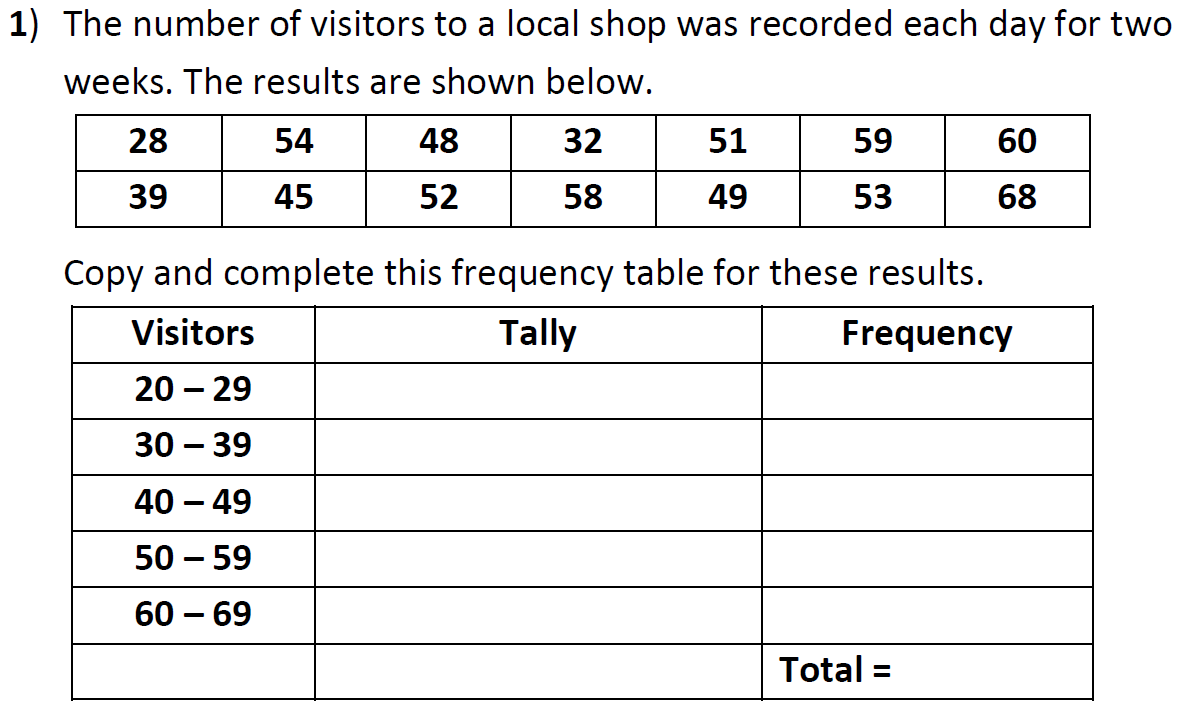 1) The number of visitors to a local shop was recorded each day for two
weeks. The results are shown below.
28 54 48 32 51 59 60
39 45 52 58 49 53 68
Copy and complete this frequency table for these results.
Visitors Tally Frequency
20 – 29
30 – 39
40 – 49
50 – 59
60 – 69
Total =